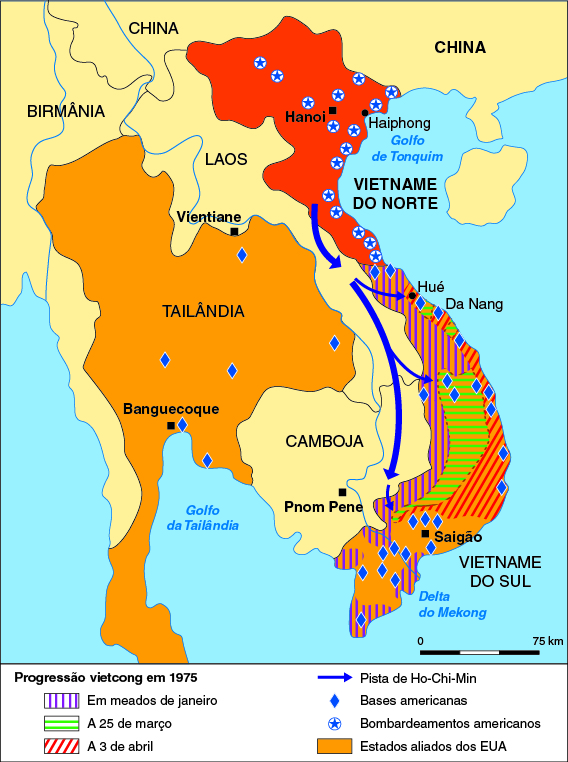 CHINA
CHINA
BIRMÂNIA
Hanoi
Haiphong
Golfo
de Tonquim
LAOS
VIETNAME
DO NORTE
Vientiane
Hué
Da Nang
TAILÂNDIA
Banguecoque
CAMBOJA
Pnom Pene
Golfo
da Tailândia
Saigão
VIETNAME
DO SUL
Delta
do Mekong
0 75 km
Progressão vietcong em 1975
Em meados de janeiro
A 25 de março
A 3 de abril
Pista de Ho-Chi-Min
Bases americanas
Bombardeamentos americanos
Estados aliados dos EUA